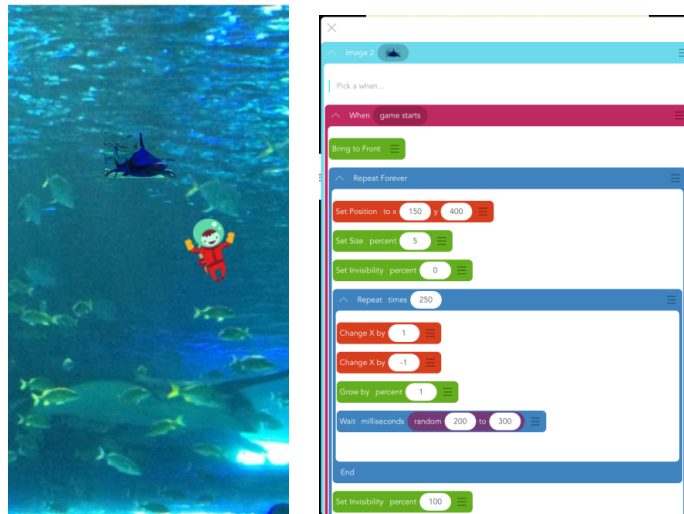 Image 2
Pick a when...
When game starts
Bring to Front
Repeat Forever
Set Position to x 150 y 400
Set Size percent 5
Set Invisibility percent 0
Repeat times 250
Change X by 1
Change X by -1
Grow by percent 1
Wait milliseconds random 200 to 300
End
Set Invisibility percent 100